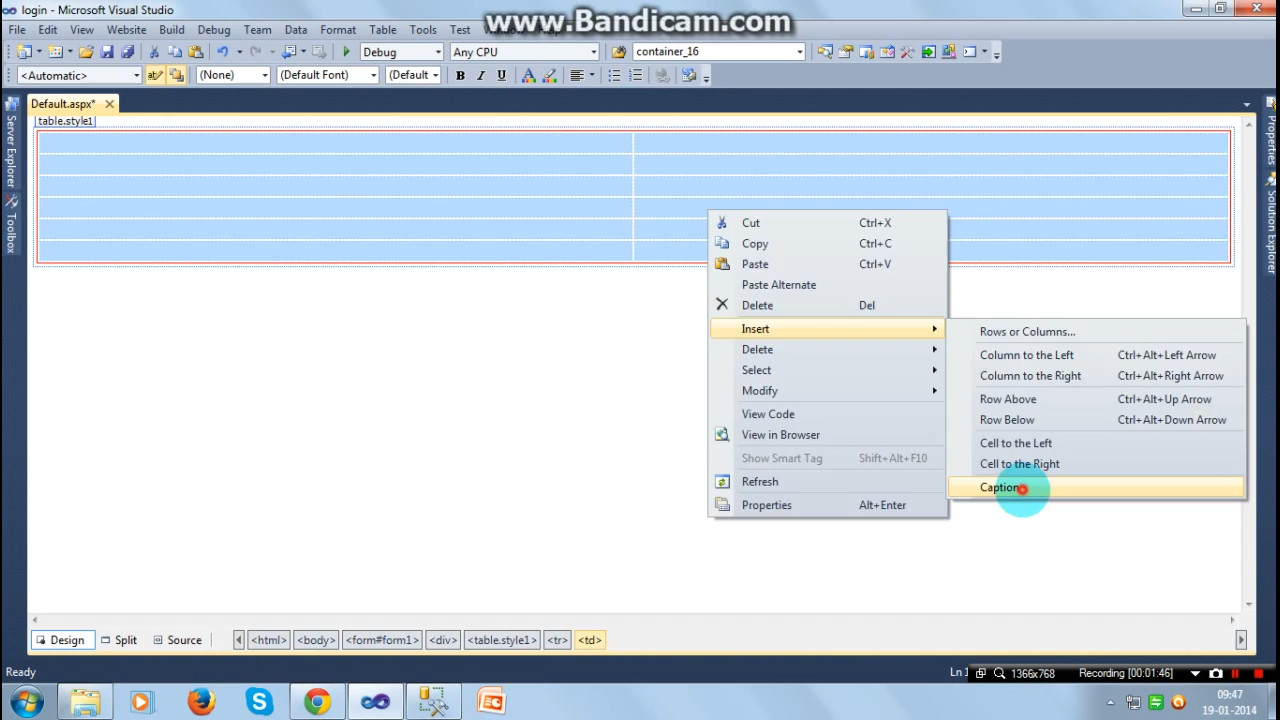 login - Microsoft Visual Studio
www.Bandicam.com
File Edit View Website Build Debug Team Data Format Table Tools Test
Debug Any CPU container_16
(Automatic) (None) (Default Font) (Default B I U A
Default.aspx*
table.style1
Server Explorer
Toolbox
Properties
Solution Explorer
Cut Ctrl+X
Copy Ctrl+C
Paste Ctrl+V
Paste Alternate
Delete Del
Insert
Delete
Select
Modify
View Code
View in Browser
Show Smart Tag Shift+Alt+F10
Refresh
Properties Alt+Enter
Rows or Columns...
Column to the Left Ctrl+Alt+Left Arrow
Column to the Right Ctrl+Alt+Right Arrow
Row Above Ctrl+Alt+Up Arrow
Row Below Ctrl+Alt+Down Arrow
Cell to the Left
Cell to the Right
Caption
Design Split Source <html> <body> <form#form1> <div> <table.style1> <tr> <td>
Ready Ln 1 1366x768 Recording [00:01:46]
09:47
19-01-2014